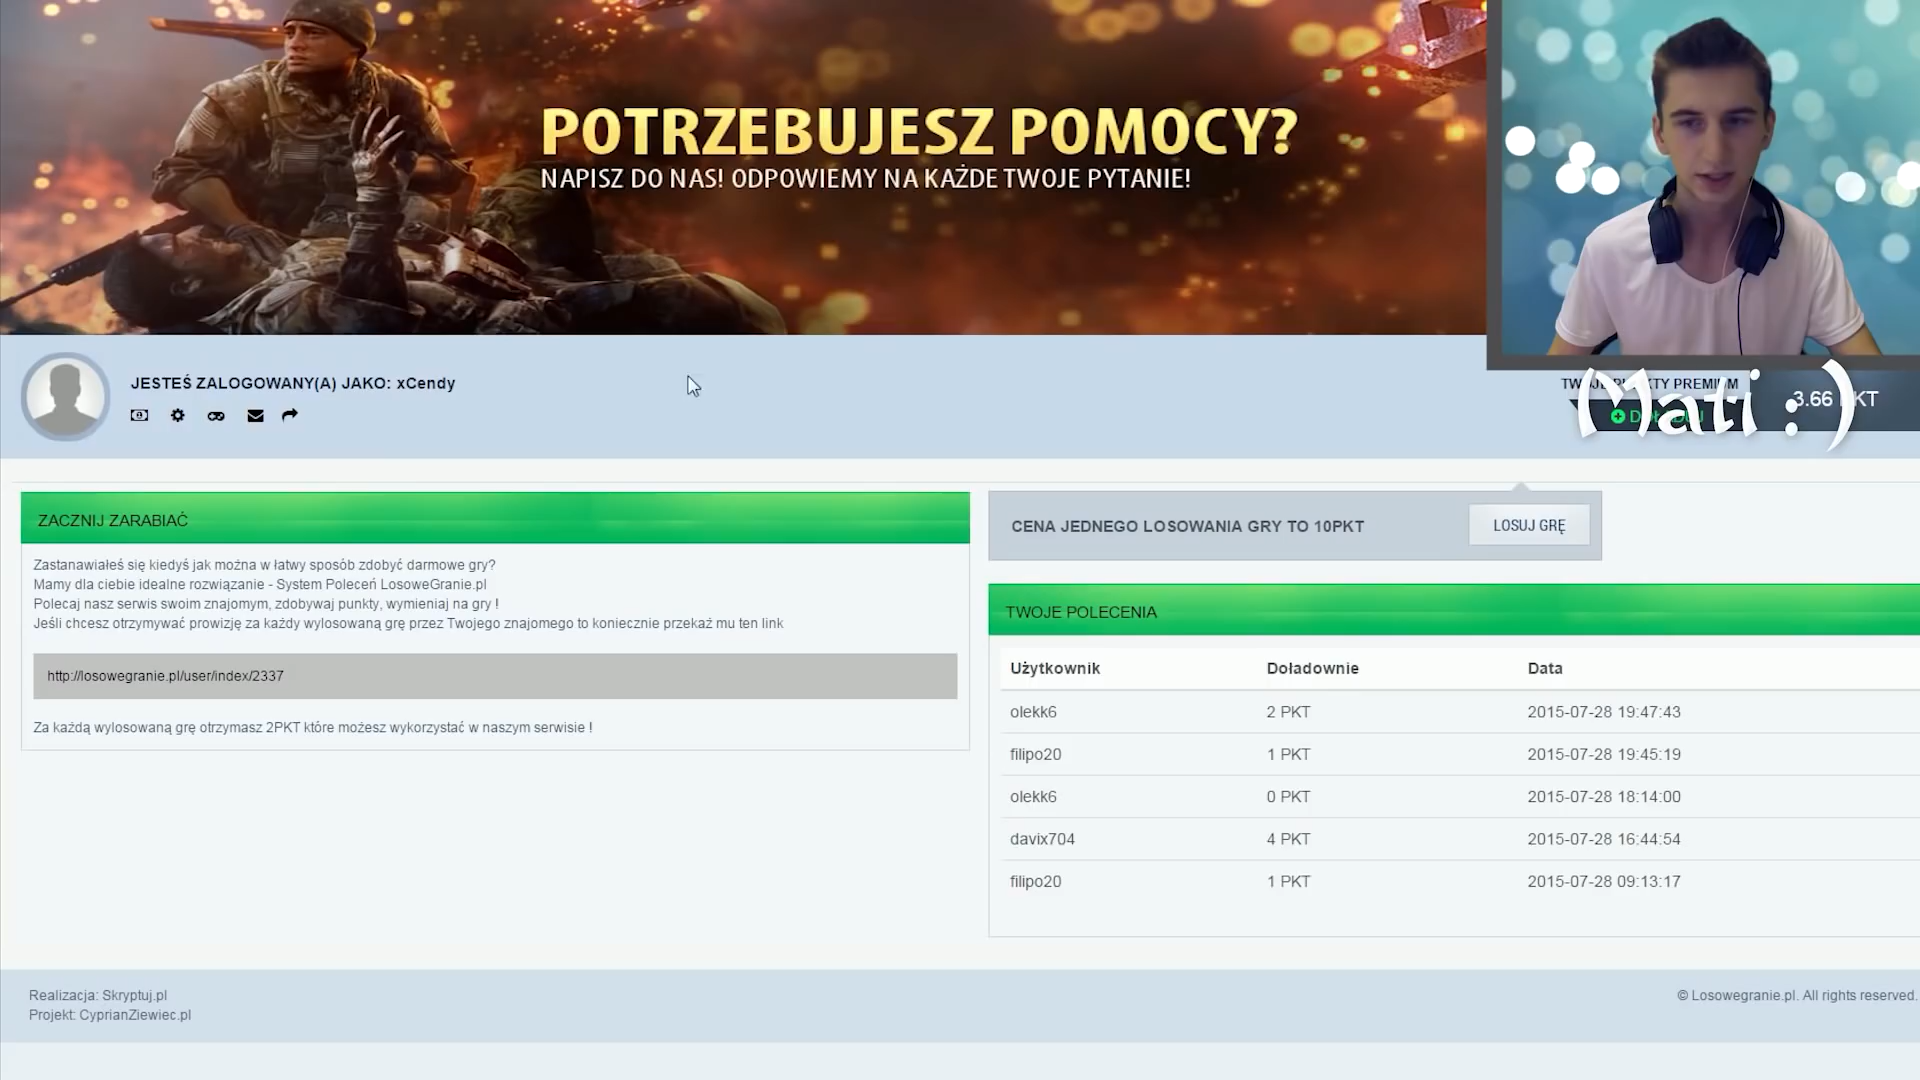 POTRZEBUJESZ POMOCY?
NAPISZ DO NAS! ODPOWIEMY NA KAŻDE TWOJE PYTANIE!
JESTEŚ ZALOGOWANY(A) JAKO: xCendy
TWOJE PUNKTY PREMIUM
3.66 PKT
DOŁADUJ
Mati :)
ZACZNIJ ZARABIAĆ
Zastanawiałeś się kiedyś jak można w łatwy sposób zdobyć darmowe gry?
Mamy dla ciebie idealne rozwiązanie - System Poleceń LosoweGranie.pl
Polecaj nasz serwis swoim znajomym, zdobywaj punkty, wymieniaj na gry !
Jeśli chcesz otrzymywać prowizję za każdy wylosowaną grę przez Twojego znajomego to koniecznie przekaż mu ten link
http://losowegranie.pl/user/index/2337
Za każdą wylosowaną grę otrzymasz 2PKT które możesz wykorzystać w naszym serwisie !
CENA JEDNEGO LOSOWANIA GRY TO 10PKT
LOSUJ GRĘ
TWOJE POLECENIA
Użytkownik Doładownie Data
olekk6 2 PKT 2015-07-28 19:47:43
filipo20 1 PKT 2015-07-28 19:45:19
olekk6 0 PKT 2015-07-28 18:14:00
davix704 4 PKT 2015-07-28 16:44:54
filipo20 1 PKT 2015-07-28 09:13:17
Realizacja: Skryptuj.pl
Projekt: CyprianZiewiec.pl
© Losowegranie.pl. All rights reserved.